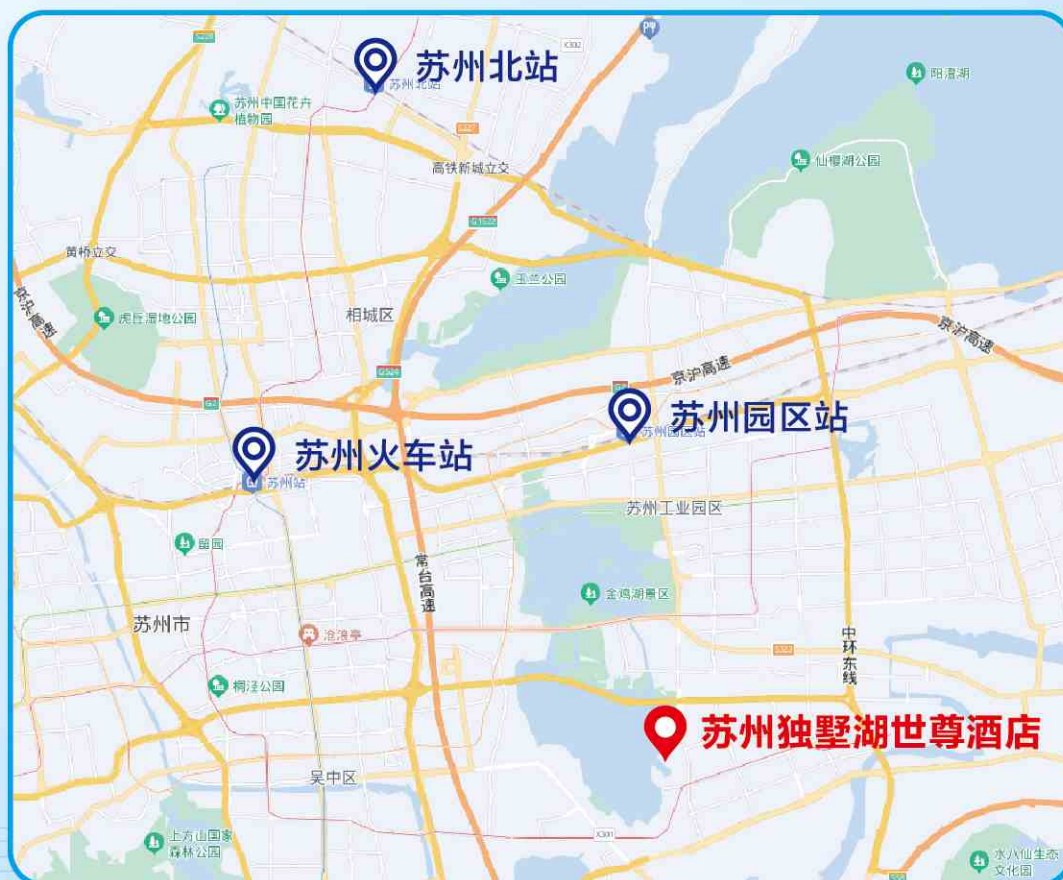 苏州北站
苏州北站
X302
阳澄湖
苏州中国花卉
植物园
高铁新城立交
仙樱湖公园
G1522
黄桥立交
玉兰公园
京沪高速
虎丘湿地公园
相城区
京沪高速
G524
京沪高速
G2
苏州园区站
苏州园区站
苏州火车站
苏州站
苏州工业园区
留园
常台高速
金鸡湖景区
苏州市
沧浪亭
中环东线
桐泾公园
苏州独墅湖世尊酒店
吴中区
上方山国家
森林公园
水八仙生态
文化园